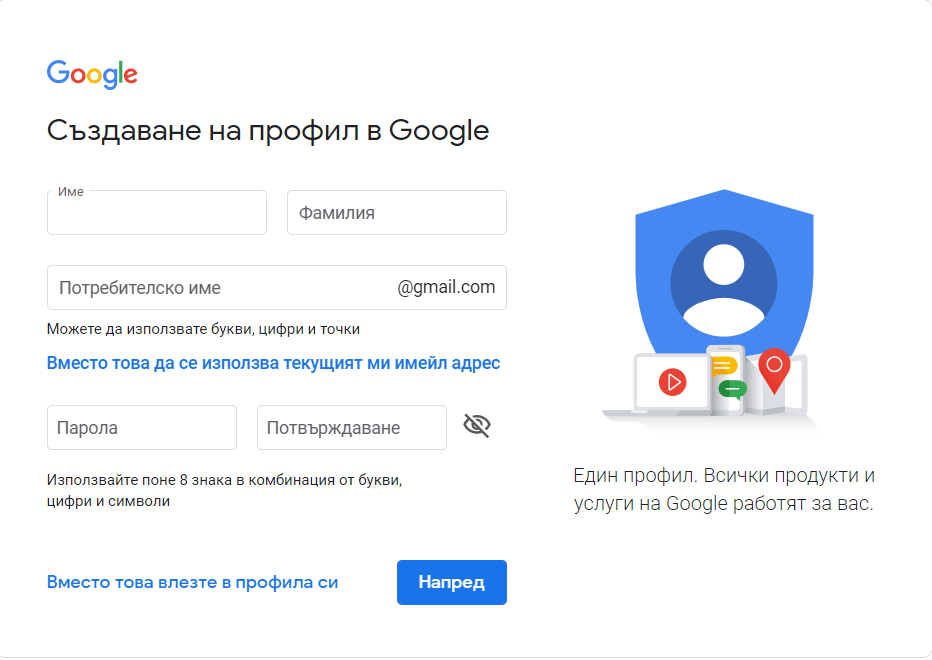 Google
Създаване на профил в Google
Име
Фамилия
Потребителско име @gmail.com
Можете да използвате букви, цифри и точки
Вместо това да се използва текущият ми имейл адрес
Парола
Потвърждаване
Използвайте поне 8 знака в комбинация от букви,
цифри и символи
Вместо това влезте в профила си
Напред
Един профил. Всички продукти и
услуги на Google работят за вас.